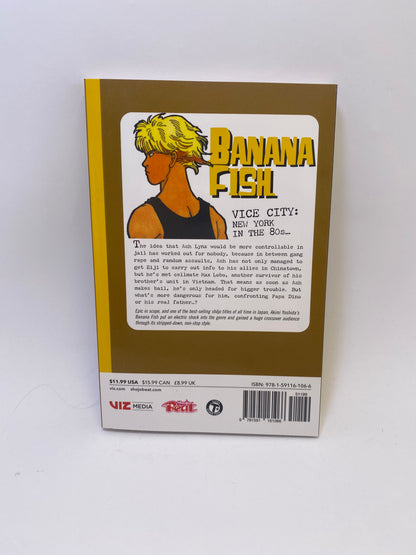 BANANA
FISH
VICE CITY:
NEW YORK
IN THE 80s...
The idea that Ash Lynx would be more controllable in
jail has worked out for nobody, because in between gang
rape and random assaults, Ash has not only managed to
get Eiji to carry out info to his allies in Chinatown,
but he's met cellmate Max Lobo, another survivor of his
brother's unit in Vietnam. That means as soon as Ash
makes bail, he's only headed for bigger trouble. But
what's more dangerous for him, confronting Papa Dino or
his real father…
Epic in scope, and one of the best-selling shôjo titles of all time in Japan, Akimi Yoshida's
Banana Fish put an electric shock into the genre and gained a huge crossover audience
through its stripped-down, non-stop style.
$11.99 USA $15.99 CAN £8.99 UK
ISBN: 978-1-59116-106-6
viz.com shojobeat.com
51199
VIZ MEDIA
Shojo Beat
9 781591 161066